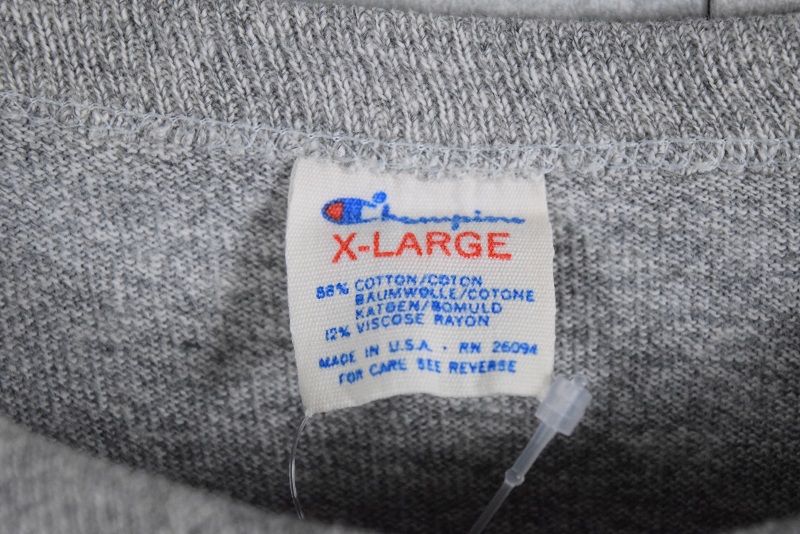 Champion
X-LARGE
88% COTTON/COTON
BAUMWOLLE/COTONE
KATOEN/BOMULD
12% VISCOSE RAYON
MADE IN U.S.A. · RN 26094
FOR CARE SEE REVERSE